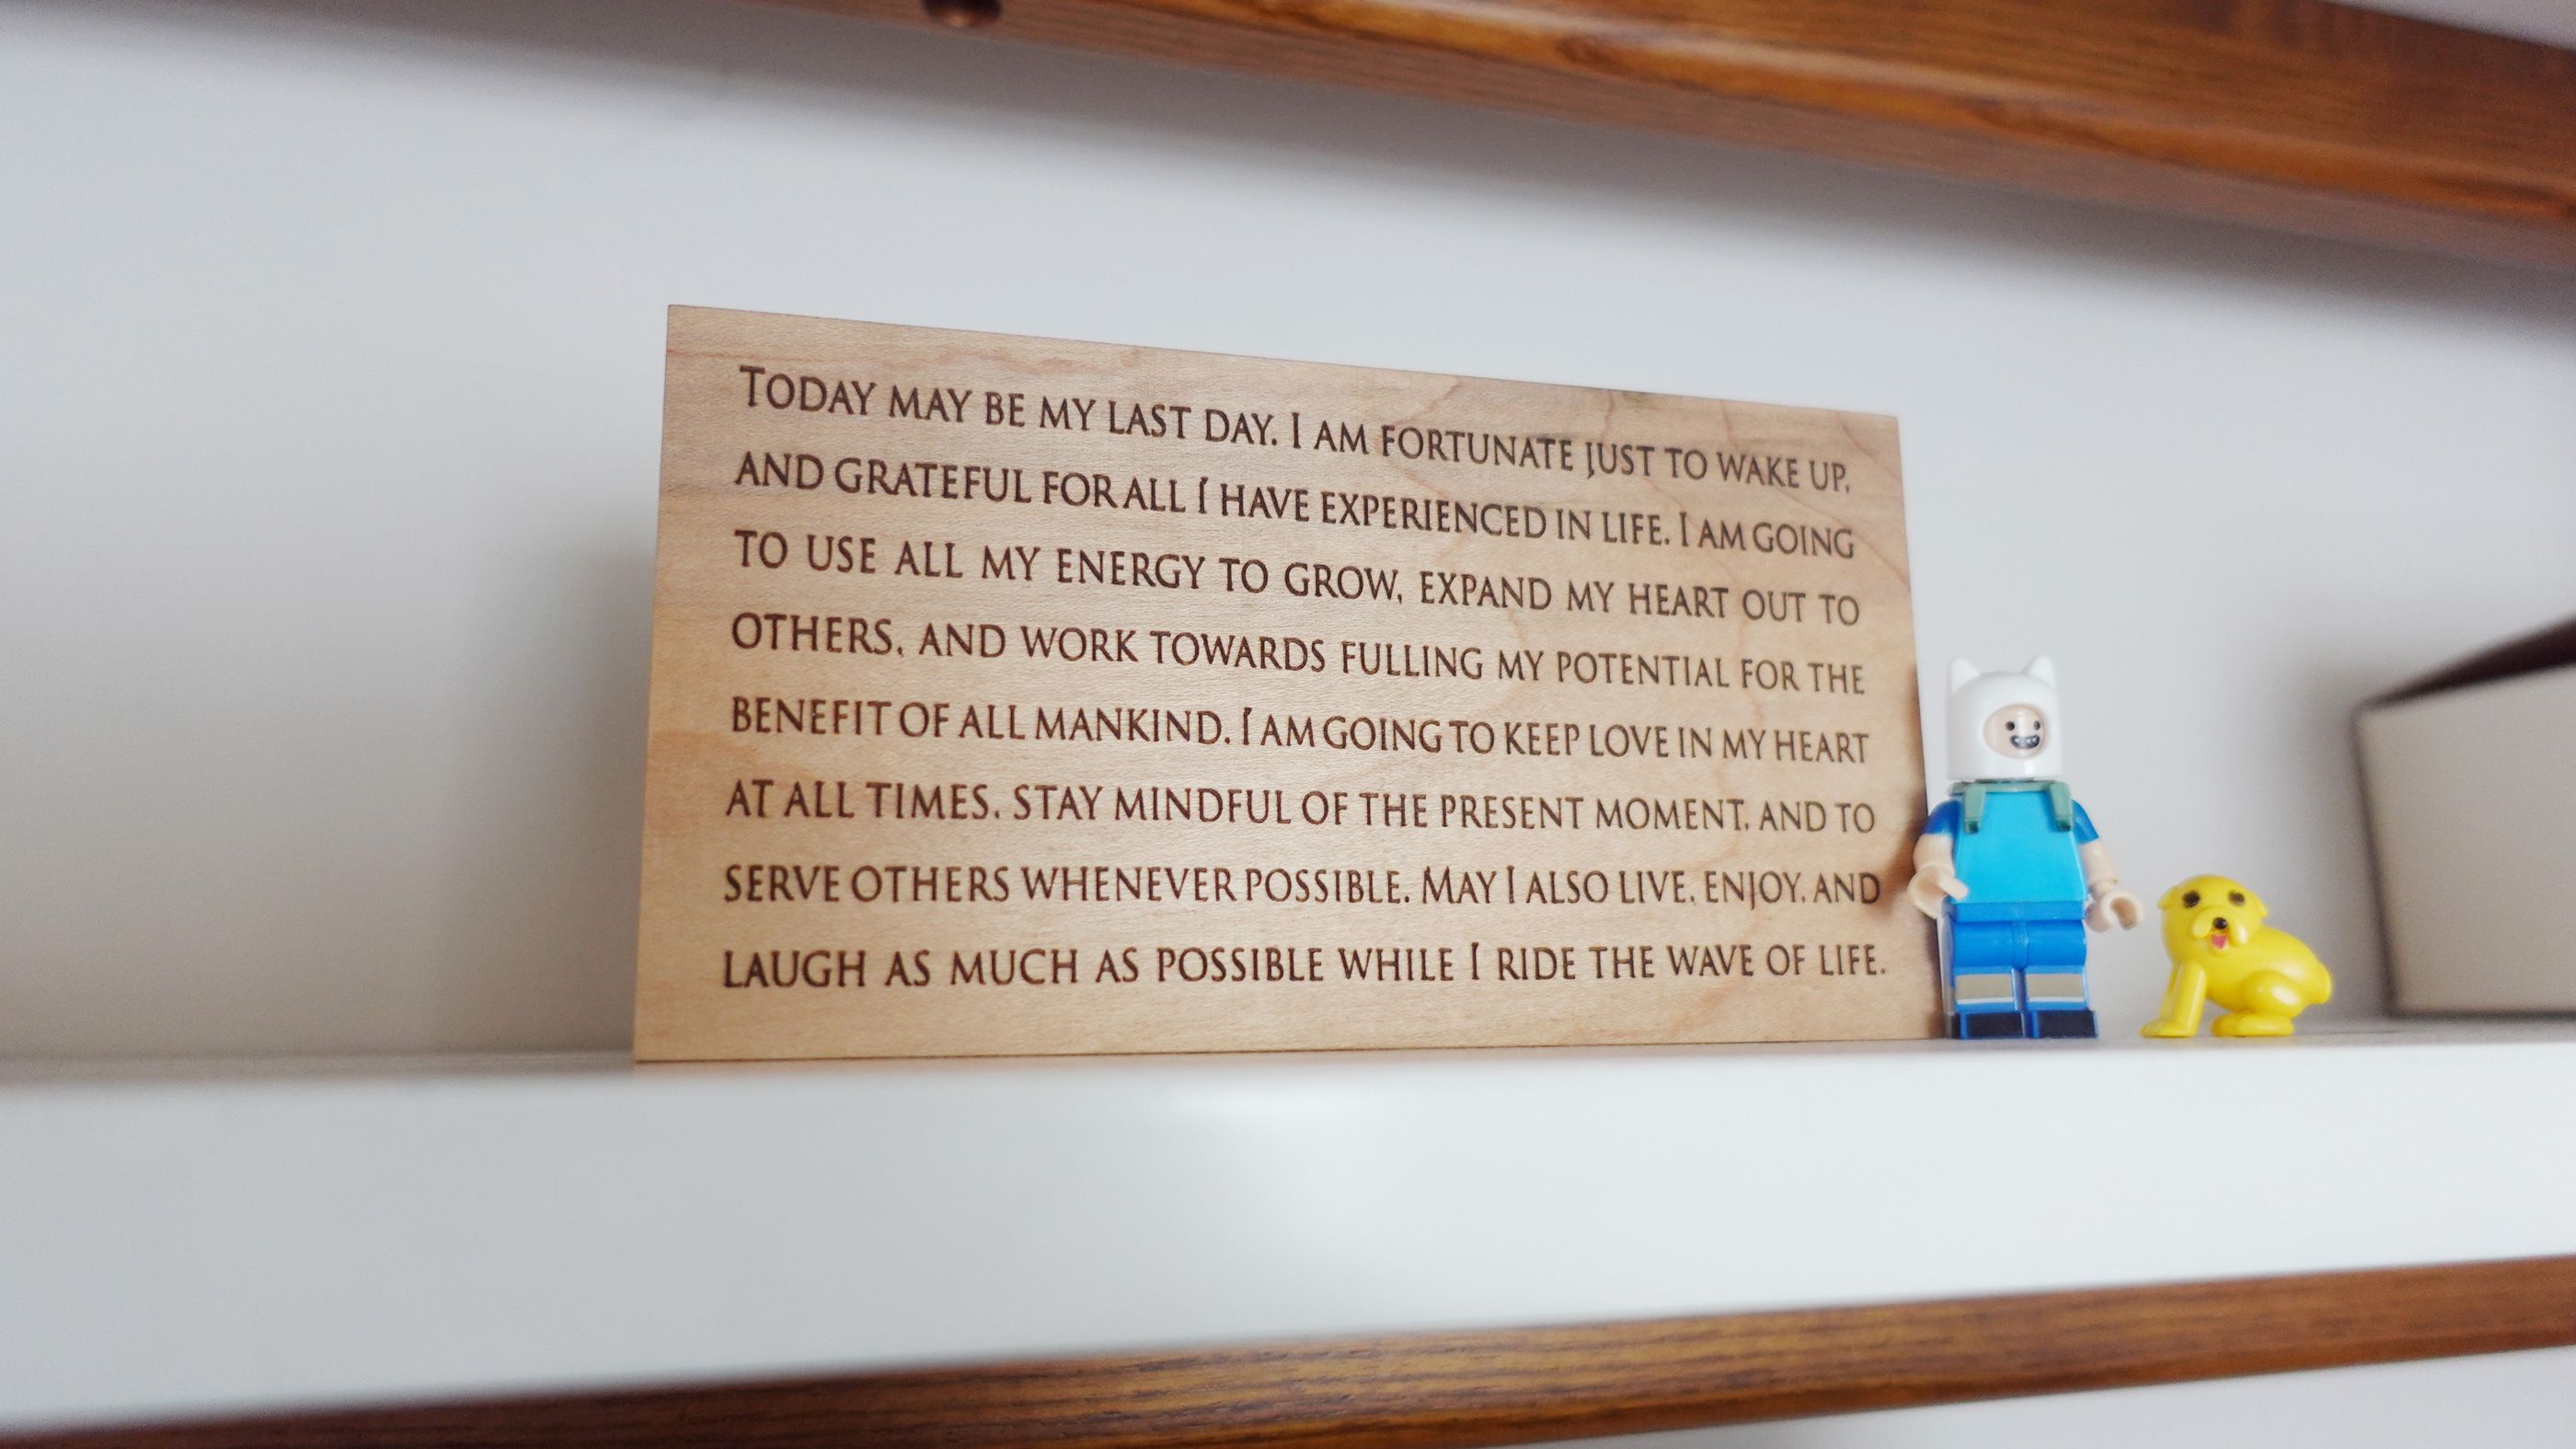 Today may be my last day. I am fortunate just to wake up,
and grateful for all I have experienced in life. I am going
to use all my energy to grow, expand my heart out to
others, and work towards fulling my potential for the
benefit of all mankind. I am going to keep love in my heart
at all times, stay mindful of the present moment, and to
serve others whenever possible. May I also live, enjoy, and
laugh as much as possible while I ride the wave of life.